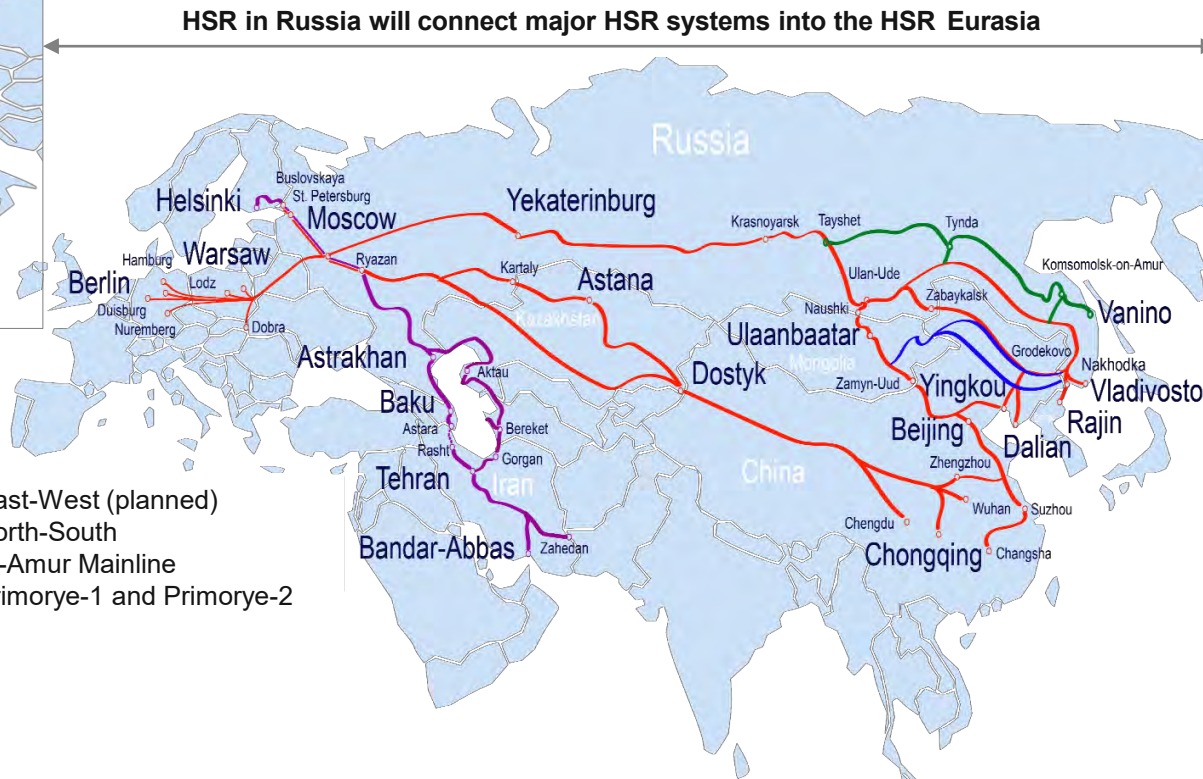 HSR in Russia will connect major HSR systems into the HSR Eurasia
Russia
Buslovskaya
St. Petersburg
Helsinki
Moscow
Yekaterinburg
Krasnoyarsk
Tayshet
Tynda
Warsaw
Hamburg
Berlin
Lodz
Ryazan
Kartaly
Astana
Ulan-Ude
Komsomolsk-on-Amur
Duisburg
Nuremberg
Dobra
Kazakhstan
Naushki
Zabaykalsk
Vanino
Ulaanbaatar
Mongolia
Grodekovo
Astrakhan
Aktau
Dostyk
Zamyn-Uud
Yingkou
Nakhodka
Vladivosto
Baku
Astara
Bereket
Beijing
Dalian
Rajin
Rasht
Gorgan
Tehran
Iran
China
Zhengzhou
ast-West (planned)
orth-South
-Amur Mainline
rimorye-1 and Primorye-2
Wuhan
Suzhou
Chengdu
Bandar-Abbas
Zahedan
Chongqing
Changsha